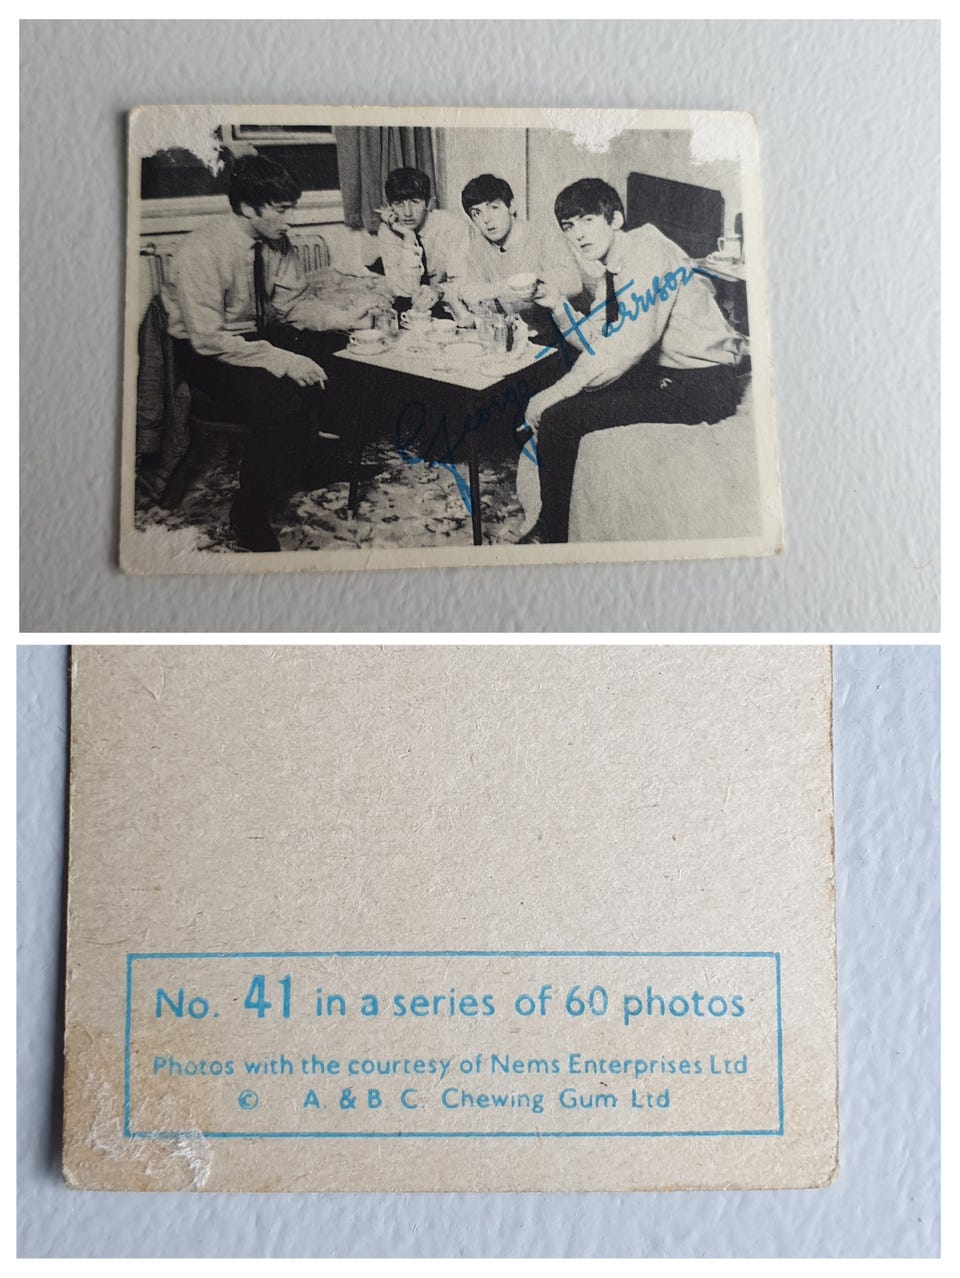 George Harrison
No. 41 in a series of 60 photos
Photos with the courtesy of Nems Enterprises Ltd
© A. & B. C. Chewing Gum Ltd